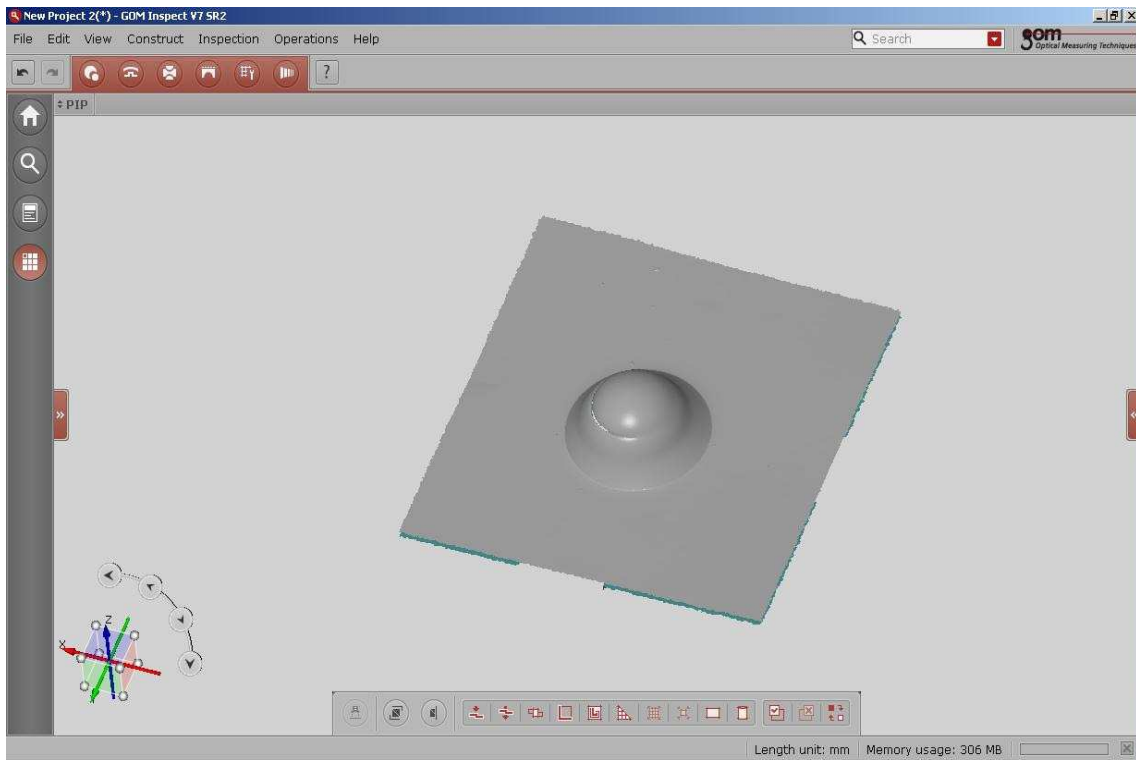 New Project 2(*) - GOM Inspect V7 SR2
File Edit View Construct Inspection Operations Help
Search
gom
Optical Measuring Techniques
?
PIP
X
Z
Y
Length unit: mm Memory usage: 306 MB